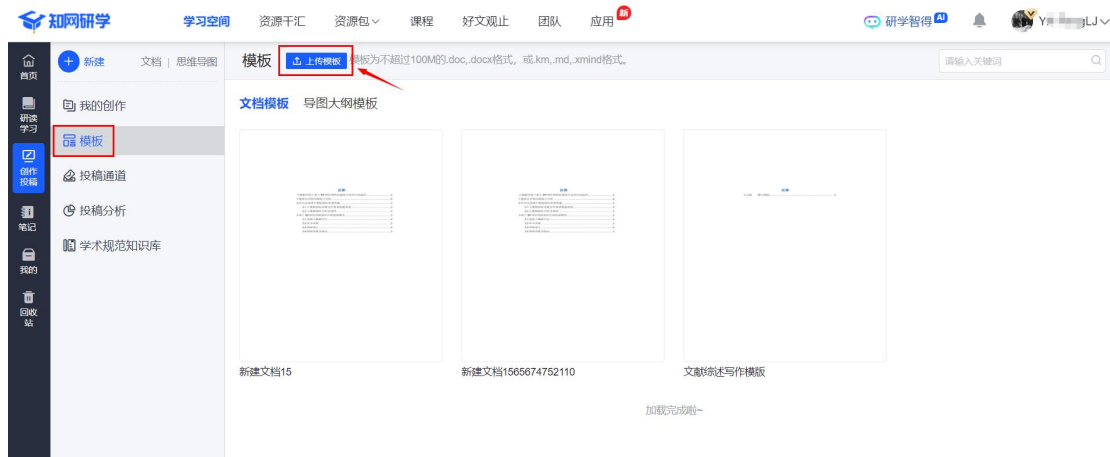 知网研学
学习空间 资源干汇 资源包 课程 好文观止 团队 应用 新 研学智得 AI
首页
研读
学习
创作
投稿
笔记
我的
回收
站
新建 文档 | 思维导图
我的创作
模板
投稿通道
投稿分析
学术规范知识库
模板 上传模板 模板为不超过100M的.doc,.docx格式，或.km,.md,.xmind格式。 请输入关键词
文档模板 导图大纲模板
目录
目录
目录
新建文档15 新建文档1565674752110 文献综述写作模版
加载完成啦~